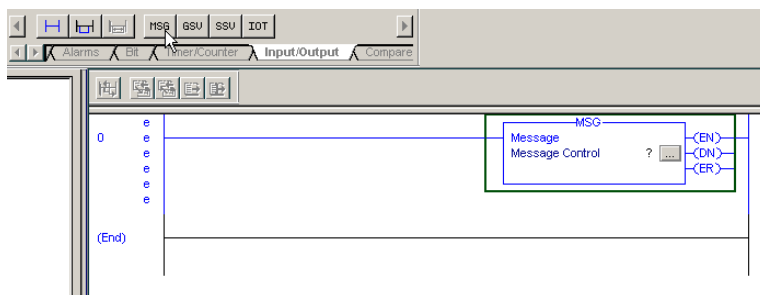 MSG GSV SSV IOT
Alarms Bit Timer/Counter Input/Output Compare
e
0 e
e
e
e
e
MSG
Message (EN)
Message Control ? ... (DN)
(ER)
(End)